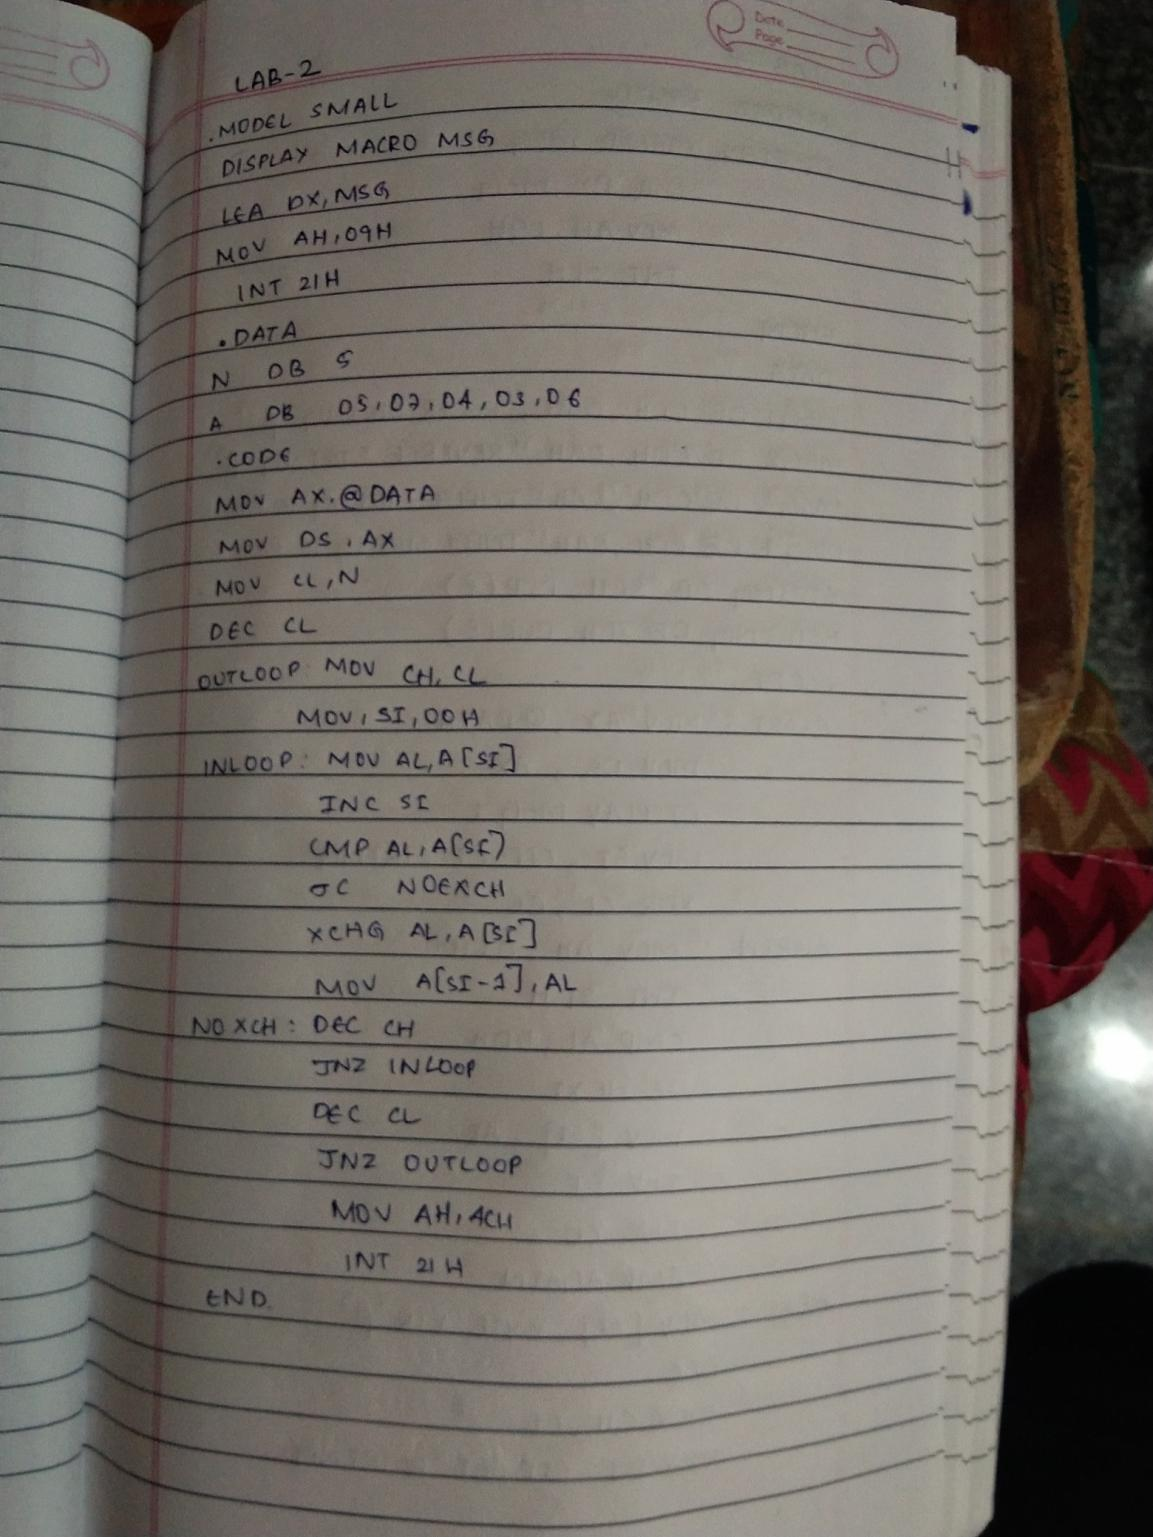 Date
Page
LAB-2
.MODEL SMALL
DISPLAY MACRO MSG
LEA DX, MSG
MOV AH, 09H
INT 21H
.DATA
N DB 5
A DB 05, 07, 04, 03, 06
.CODE
MOV AX. @DATA
MOV DS, AX
MOV CL, N
DEC CL
OUTLOOP MOV CH, CL
MOV, SI, 00H
INLOOP: MOV AL, A[SI]
INC SI
CMP AL, A[SI]
JC NOEXCH
XCHG AL, A[SI]
MOV A[SI-1], AL
NOXCH: DEC CH
JNZ INLOOP
DEC CL
JNZ OUTLOOP
MOV AH, 4CH
INT 21H
END.